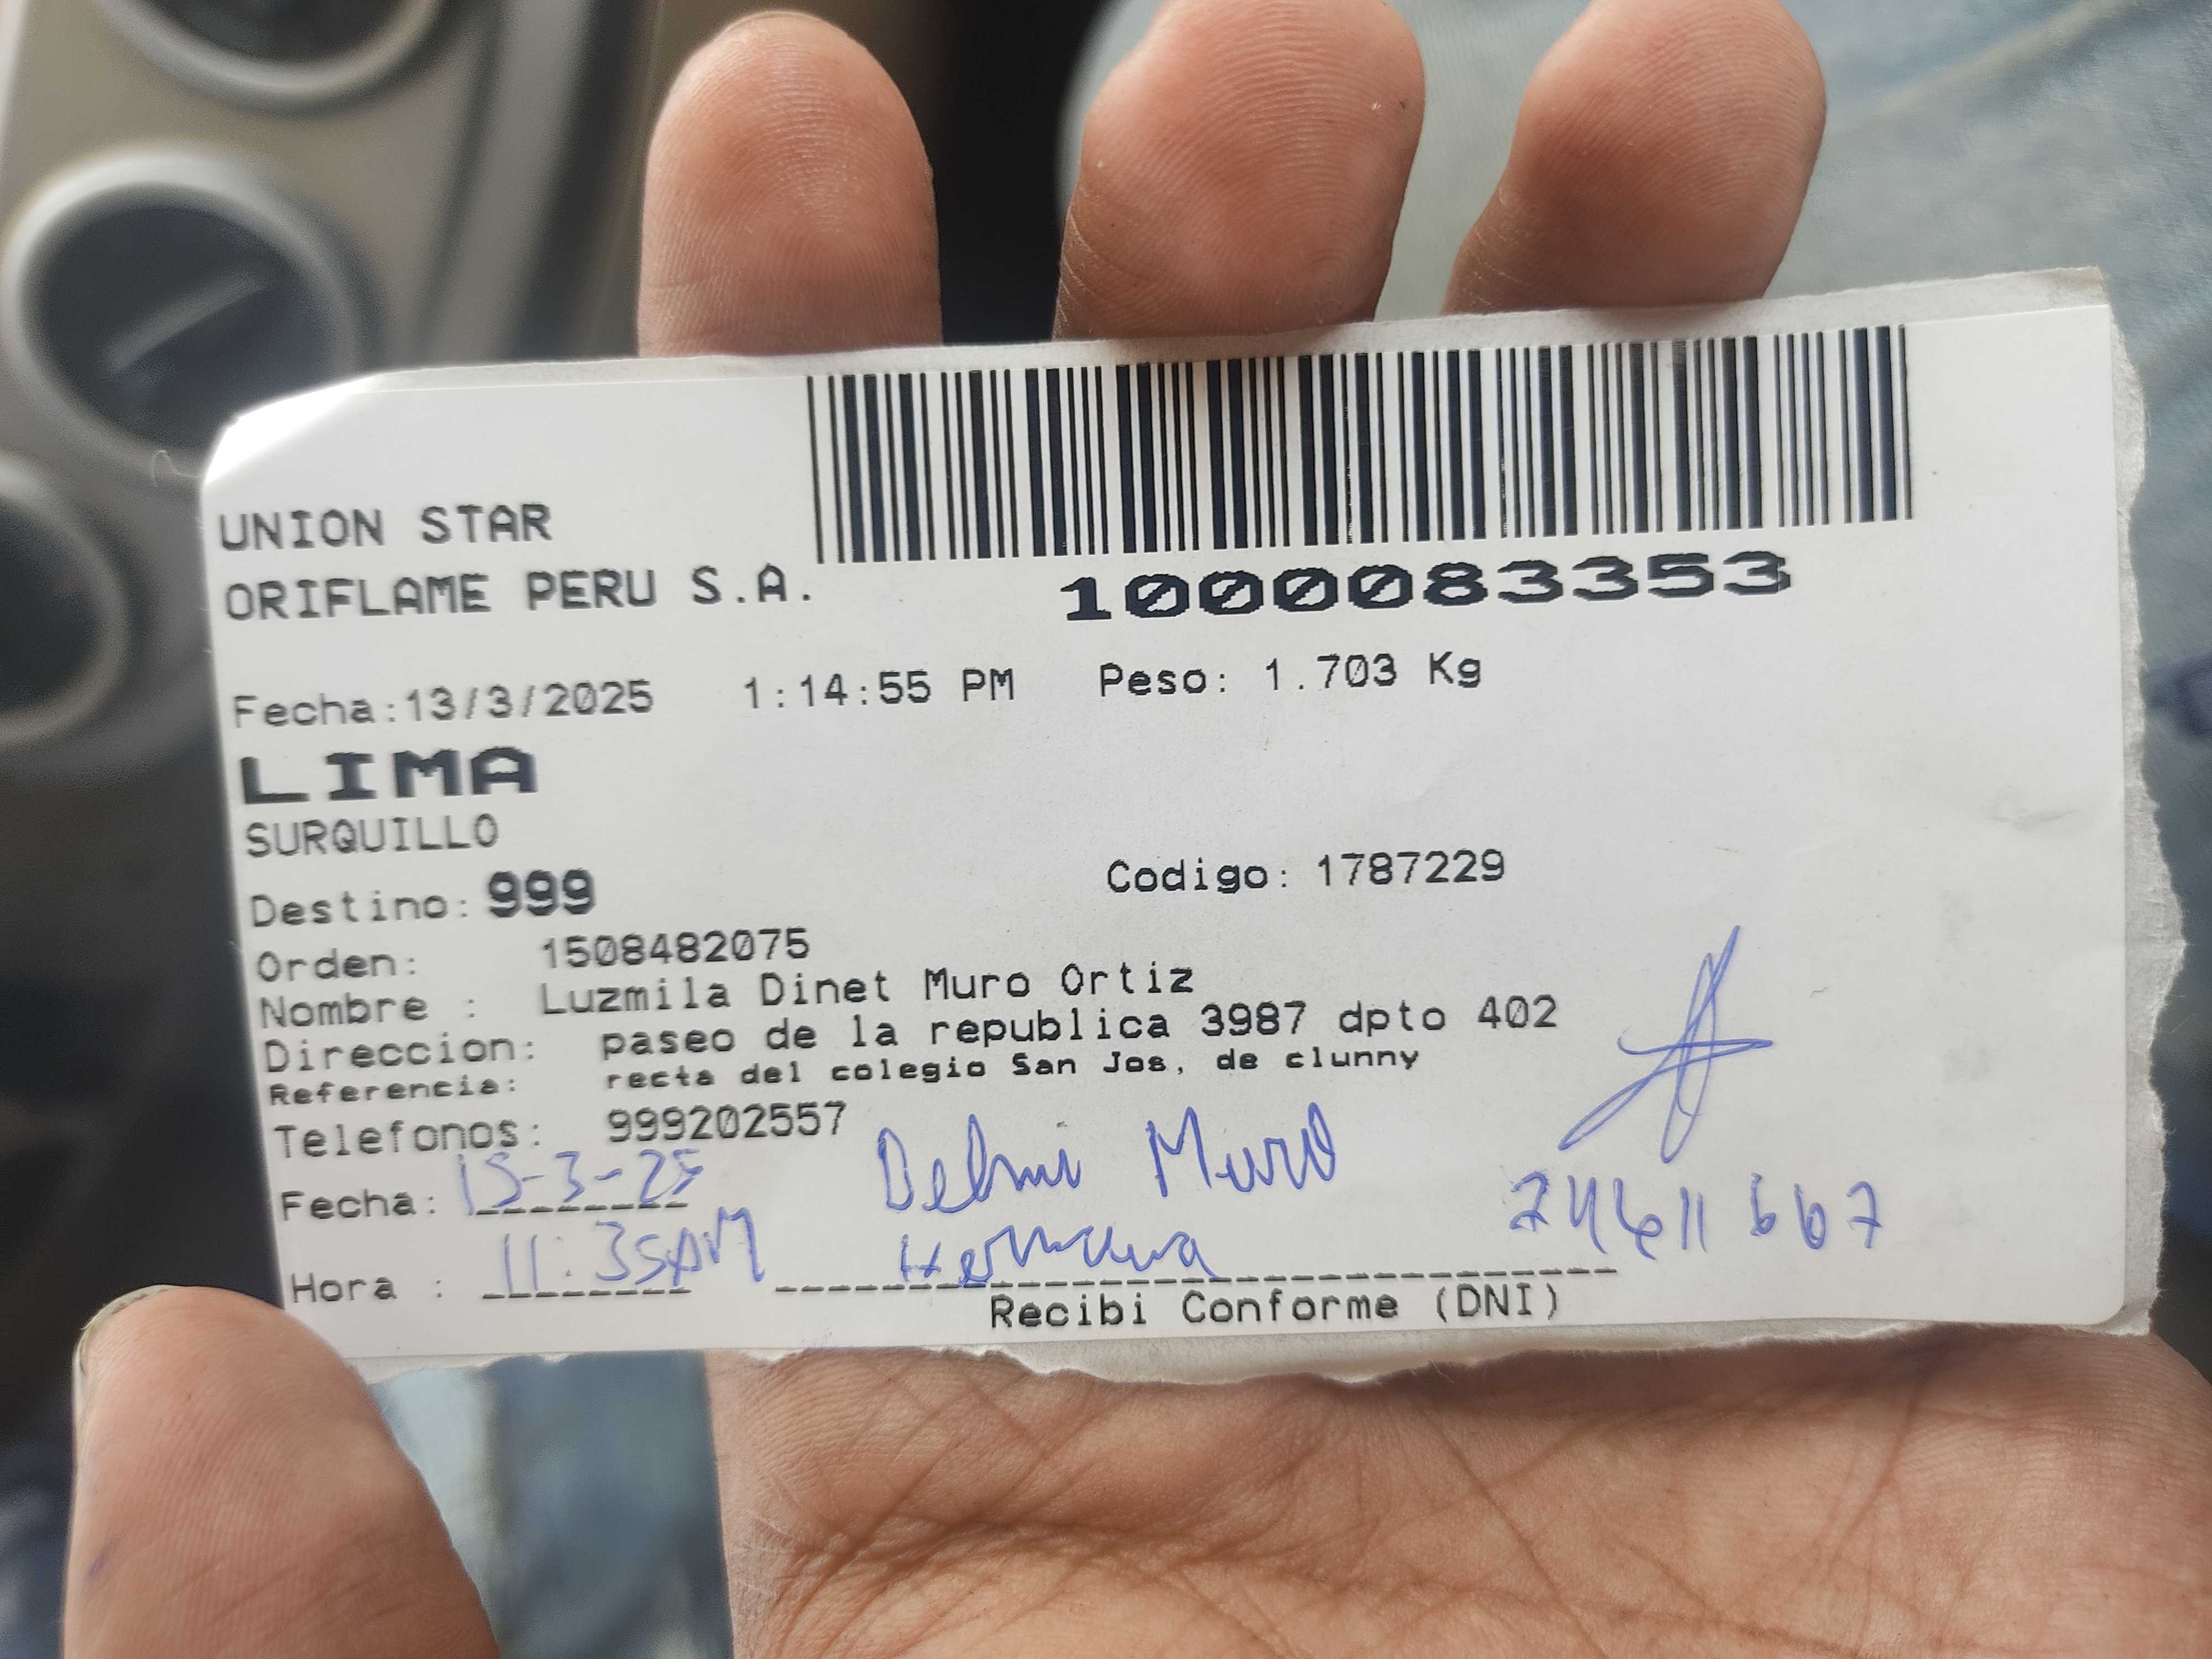 UNION STAR
ORIFLAME PERU S.A.
1000083353
Fecha:13/3/2025 1:14:55 PM Peso: 1.703 Kg
LIMA
SURQUILLO
Destino: 999 Codigo: 1787229
Orden: 1508482075
Nombre : Luzmila Dinet Muro Ortiz
Direccion: paseo de la republica 3987 dpto 402
Referencia: recta del colegio San Jos, de clunny
Telefonos: 999202557
Fecha: 15-3-25 Delmi Muro
Hora : 11:35AM Hermana
Recibi Conforme (DNI)